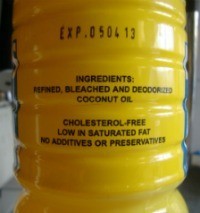 EXP.050413
INGREDIENTS:
REFINED, BLEACHED AND DEODORIZED
COCONUT OIL
CHOLESTEROL-FREE
LOW IN SATURATED FAT
NO ADDITIVES OR PRESERVATIVES